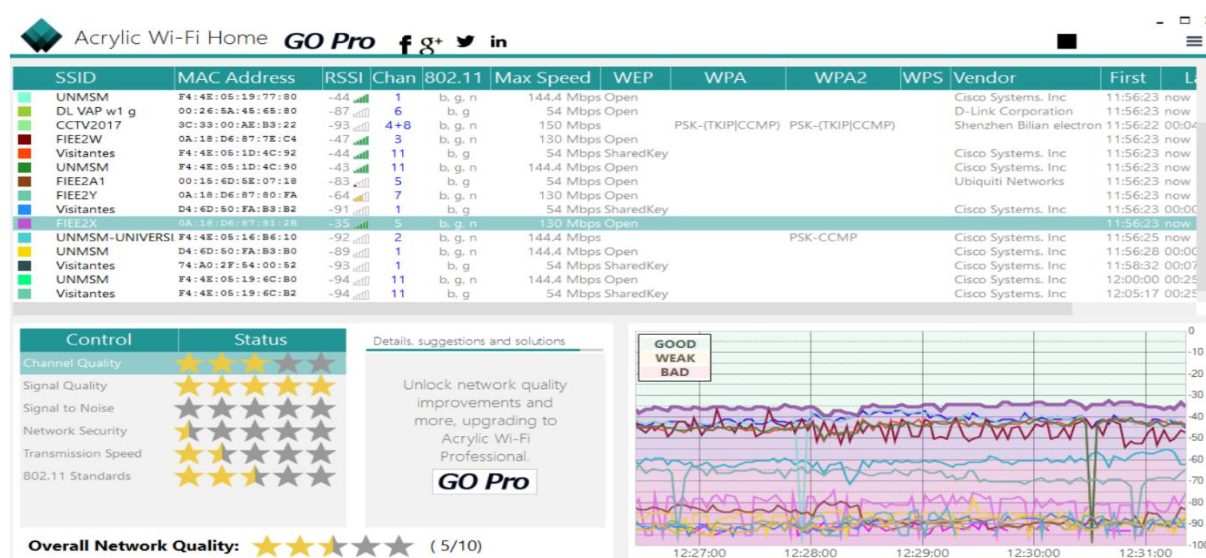 Acrylic Wi-Fi Home GO Pro f g+ in
SSID MAC Address RSSI Chan 802.11 Max Speed WEP WPA WPA2 WPS Vendor First La
UNMSM F4:4E:05:19:77:80 -44 1 b, g, n 144.4 Mbps Open Cisco Systems. Inc 11:56:23 now
DL VAP w1 g 00:26:5A:45:65:80 -87 6 b, g 54 Mbps Open D-Link Corporation 11:56:23 now
CCTV2017 3C:33:00:AE:B3:22 -93 4+8 b, g, n 150 Mbps PSK-(TKIP|CCMP) PSK-(TKIP|CCMP) Shenzhen Bilian electron 11:56:22 00:04
FIEE2W 0A:18:D6:87:7E:C4 -47 3 b, g, n 130 Mbps Open 11:56:23 now
Visitantes F4:4E:05:1D:4C:92 -44 11 b, g 54 Mbps SharedKey Cisco Systems. Inc 11:56:23 now
UNMSM F4:4E:05:1D:4C:90 -43 11 b, g, n 144.4 Mbps Open Cisco Systems. Inc 11:56:23 now
FIEE2A1 00:15:6D:5E:07:18 -83 5 b, g 54 Mbps Open Ubiquiti Networks 11:56:23 now
FIEE2Y 0A:18:D6:87:80:FA -64 7 b, g, n 130 Mbps Open 11:56:23 now
Visitantes D4:6D:50:FA:B3:B2 -91 1 b, g 54 Mbps SharedKey Cisco Systems. Inc 11:56:23 00:00
FIEE2X 0A:18:D6:87:81:2B -35 5 b, g, n 130 Mbps Open 11:56:23 now
UNMSM-UNIVERSI F4:4E:05:16:B6:10 -92 2 b, g, n 144.4 Mbps PSK-CCMP Cisco Systems. Inc 11:56:25 now
UNMSM D4:6D:50:FA:B3:B0 -89 1 b, g, n 144.4 Mbps Open Cisco Systems. Inc 11:56:28 00:00
Visitantes 74:A0:2F:54:00:52 -93 1 b, g 54 Mbps SharedKey Cisco Systems. Inc 11:58:32 00:07
UNMSM F4:4E:05:19:6C:B0 -94 11 b, g, n 144.4 Mbps Open Cisco Systems. Inc 12:00:00 00:25
Visitantes F4:4E:05:19:6C:B2 -94 11 b, g 54 Mbps SharedKey Cisco Systems. Inc 12:05:17 00:25
Control Status
Channel Quality
Signal Quality
Signal to Noise
Network Security
Transmission Speed
802.11 Standards
Overall Network Quality: (5/10)
Details, suggestions and solutions
Unlock network quality
improvements and
more, upgrading to
Acrylic Wi-Fi
Professional.
GO Pro
GOOD
WEAK
BAD
0
-10
-20
-30
-40
-50
-60
-70
-80
-90
-100
12:27:00 12:28:00 12:29:00 12:30:00 12:31:00